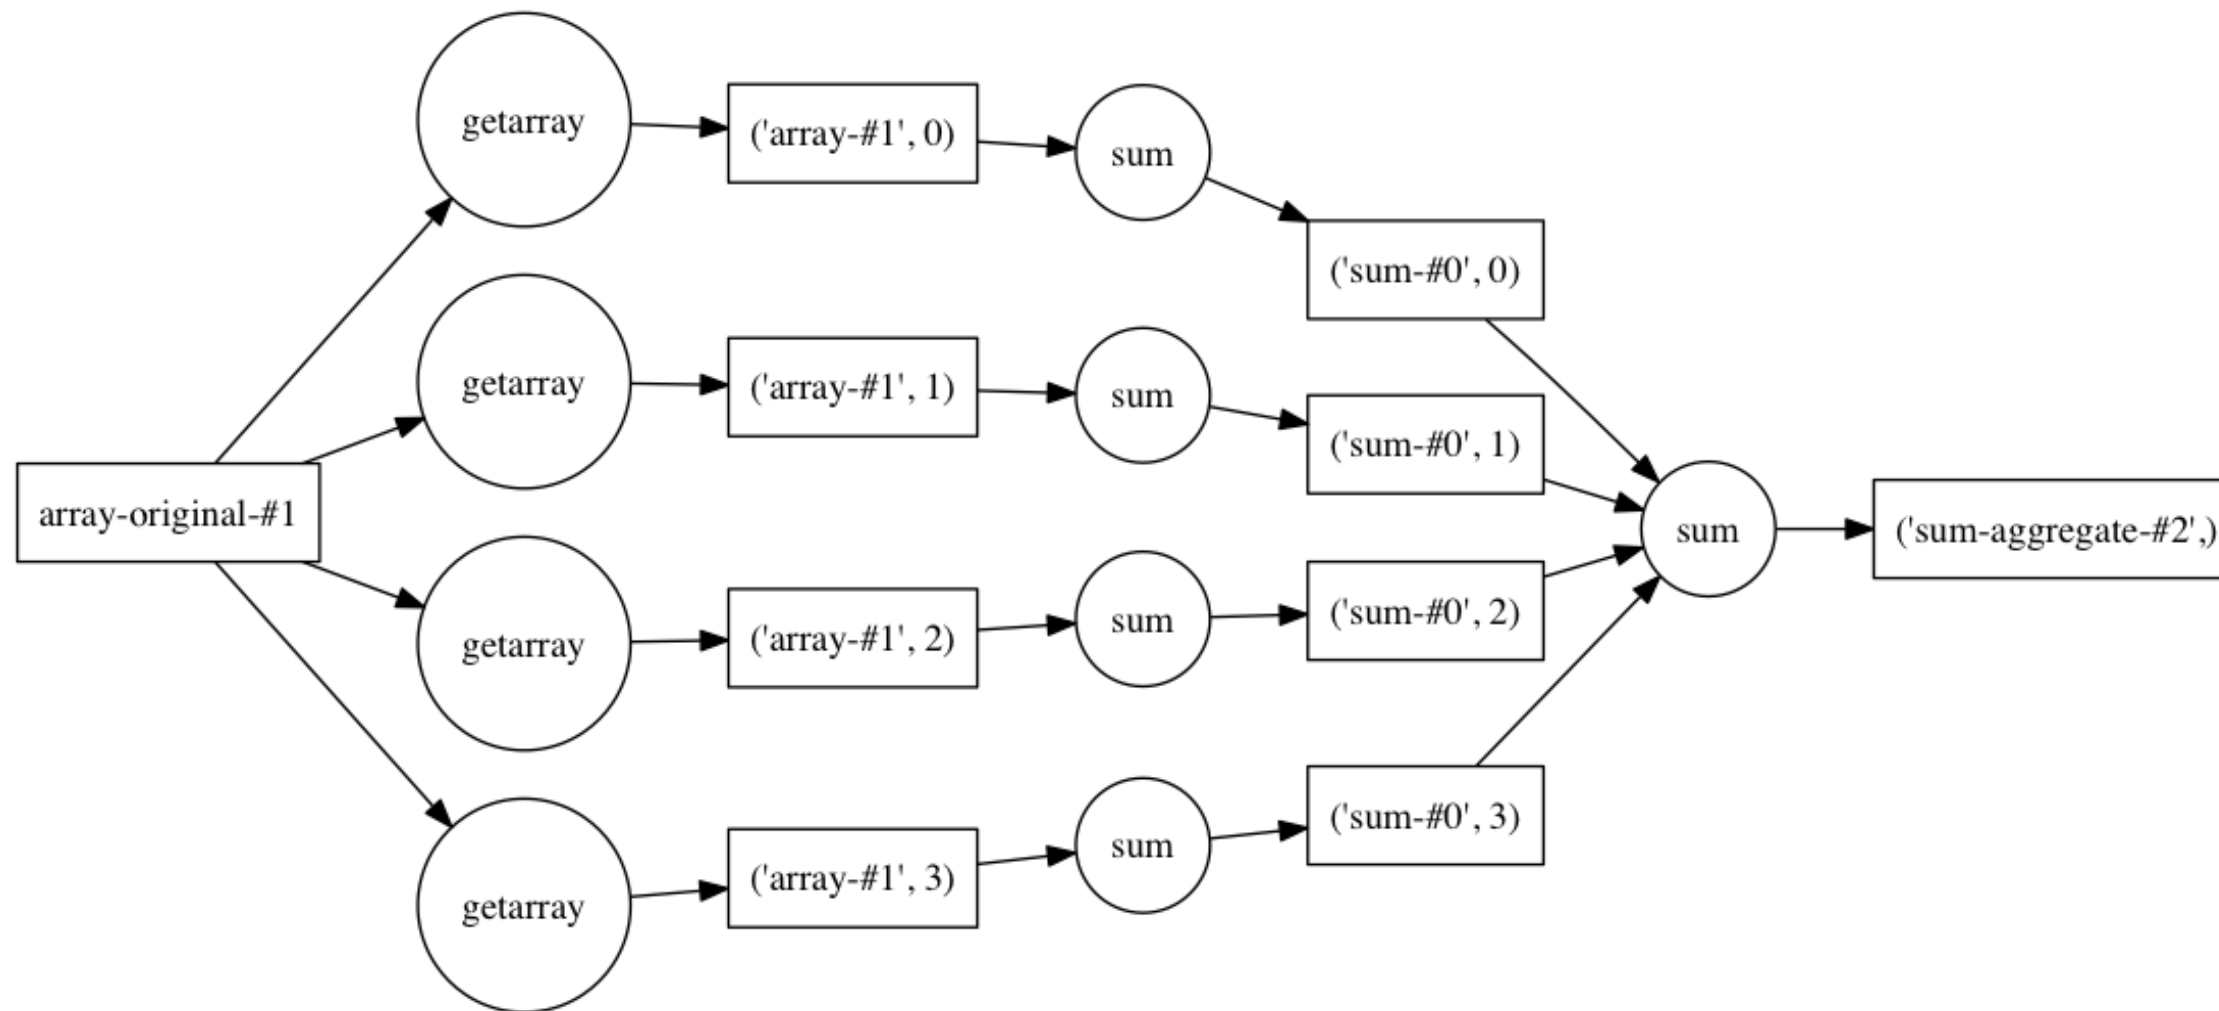 getarray
('array-#1', 0)
sum
('sum-#0', 0)
getarray
('array-#1', 1)
sum
('sum-#0', 1)
array-original-#1
sum
('sum-aggregate-#2',)
getarray
('array-#1', 2)
sum
('sum-#0', 2)
getarray
('array-#1', 3)
sum
('sum-#0', 3)